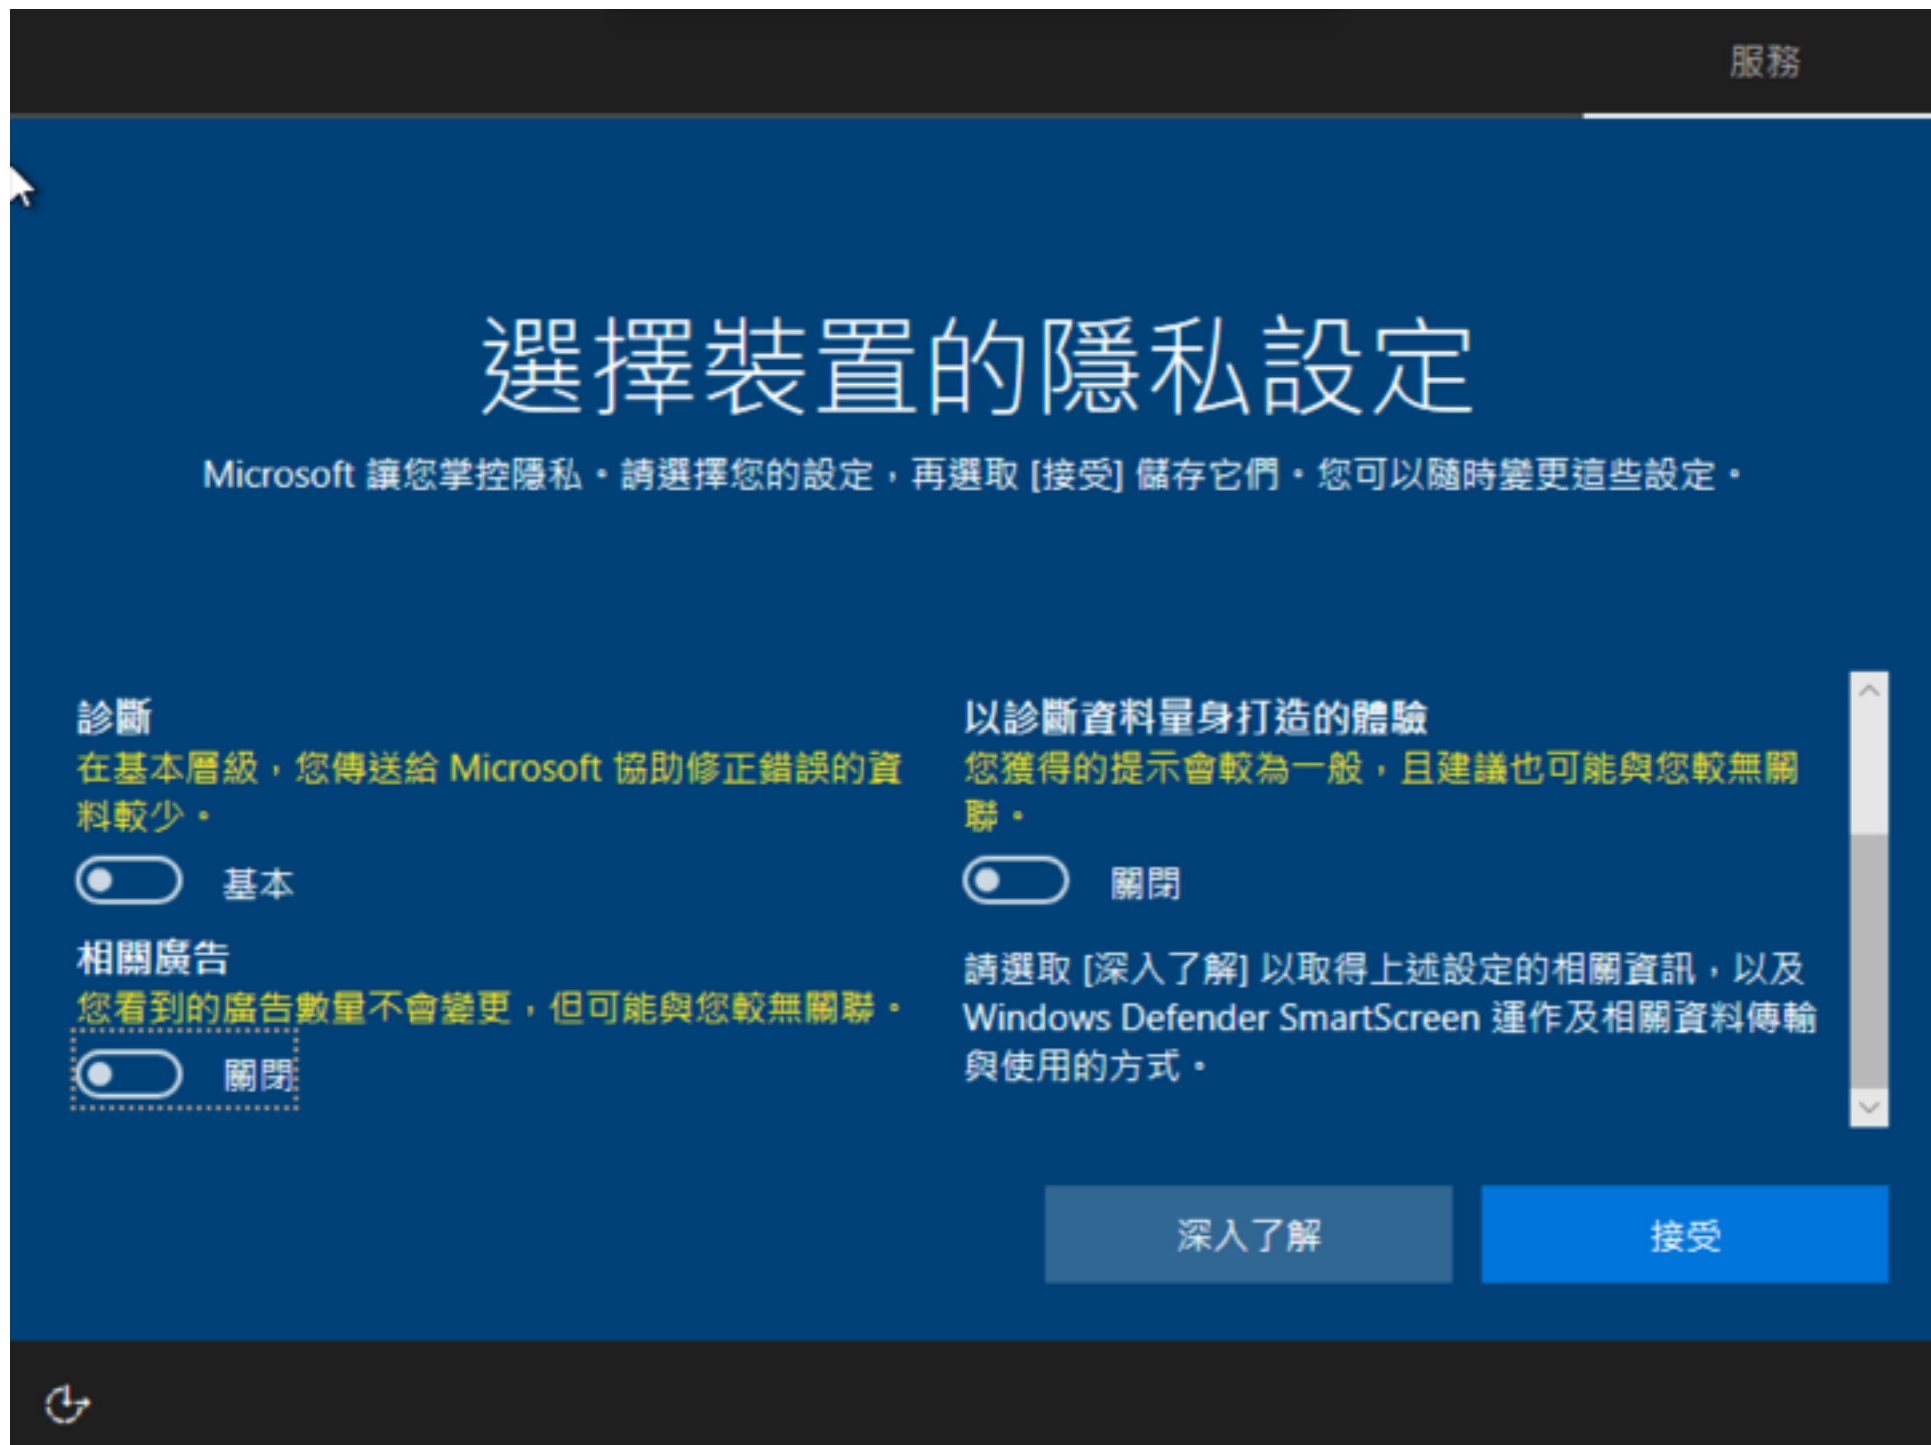 服務
選擇裝置的隱私設定
Microsoft 讓您掌控隱私。請選擇您的設定，再選取 [接受] 儲存它們。您可以隨時變更這些設定。
診斷
在基本層級，您傳送給 Microsoft 協助修正錯誤的資
料較少。
基本
相關廣告
您看到的廣告數量不會變更，但可能與您較無關聯。
關閉
以診斷資料量身打造的體驗
您獲得的提示會較為一般，且建議也可能與您較無關
聯。
關閉
請選取 [深入了解] 以取得上述設定的相關資訊，以及
Windows Defender SmartScreen 運作及相關資料傳輸
與使用的方式。
深入了解
接受